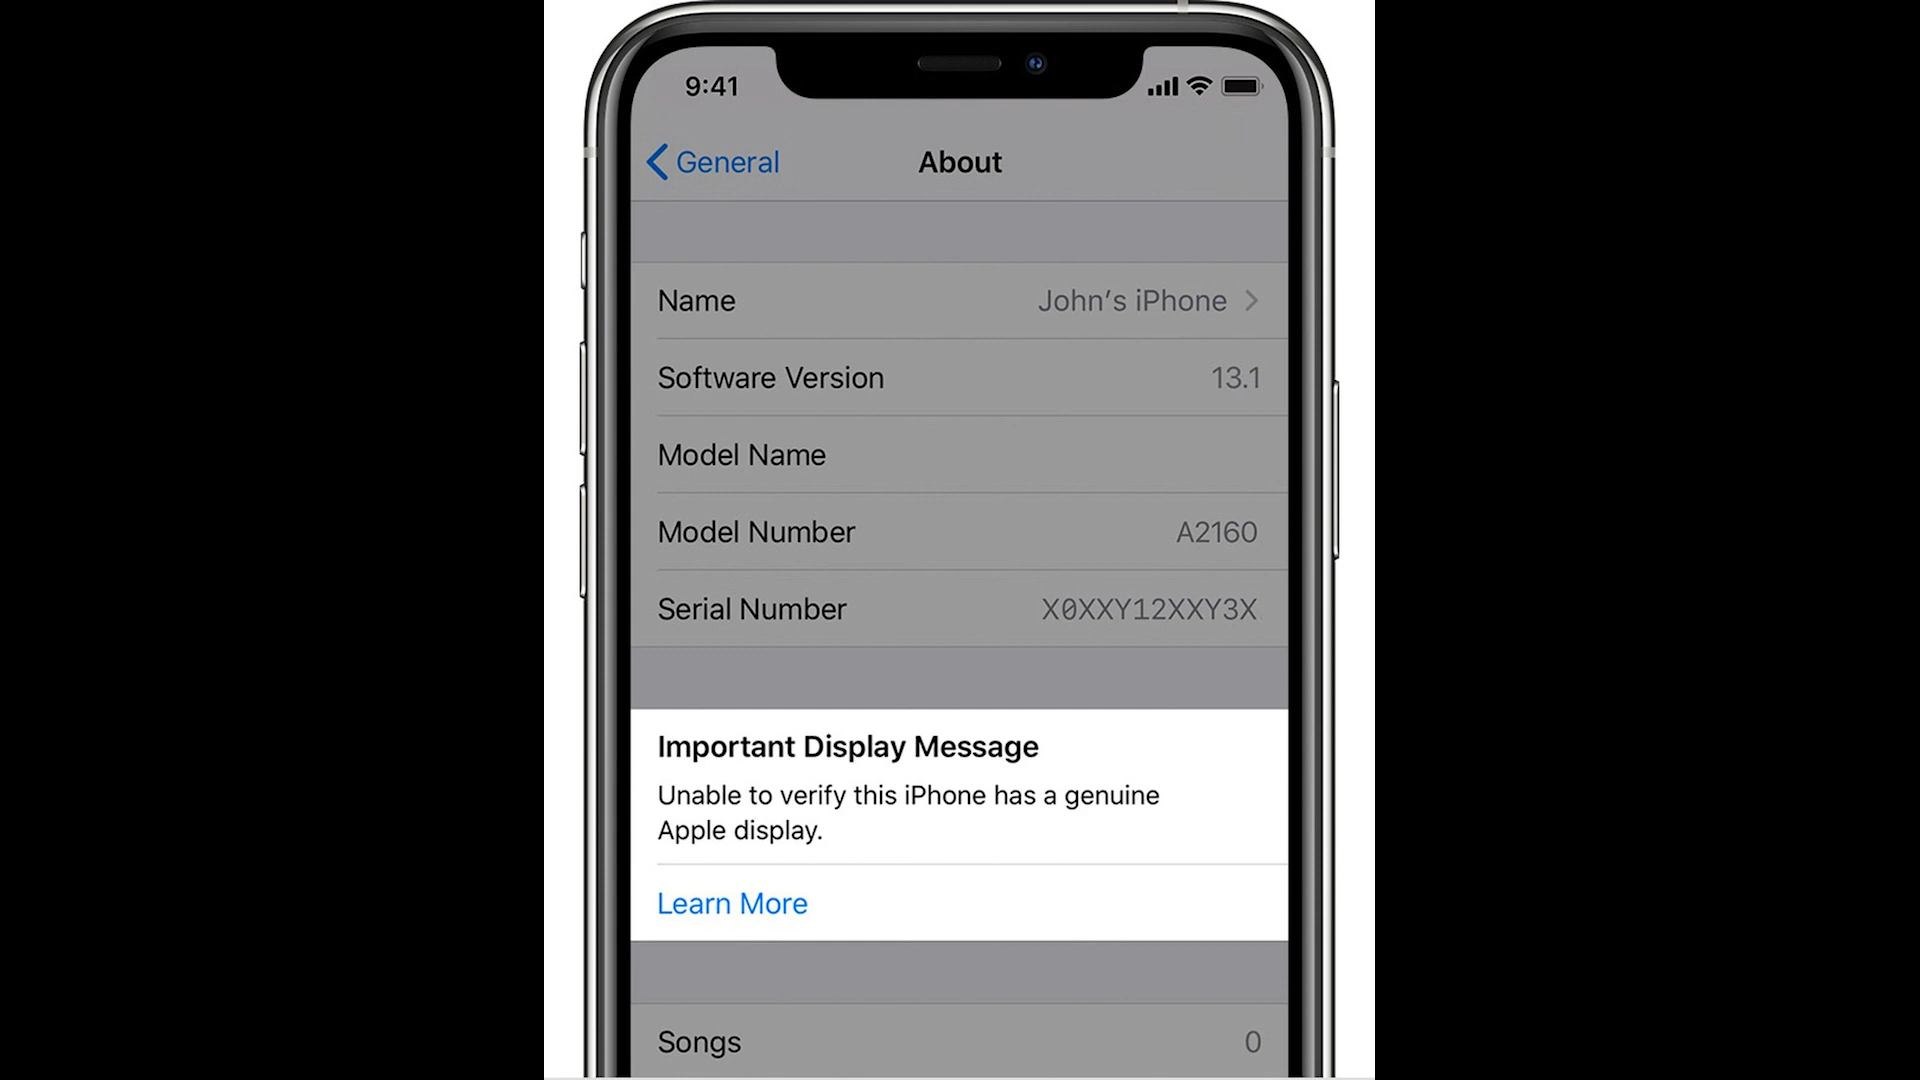 9:41
General
About
Name
John’s iPhone
Software Version
13.1
Model Name
Model Number
A2160
Serial Number
X0XXY12XXY3X
Important Display Message
Unable to verify this iPhone has a genuine
Apple display.
Learn More
Songs
0